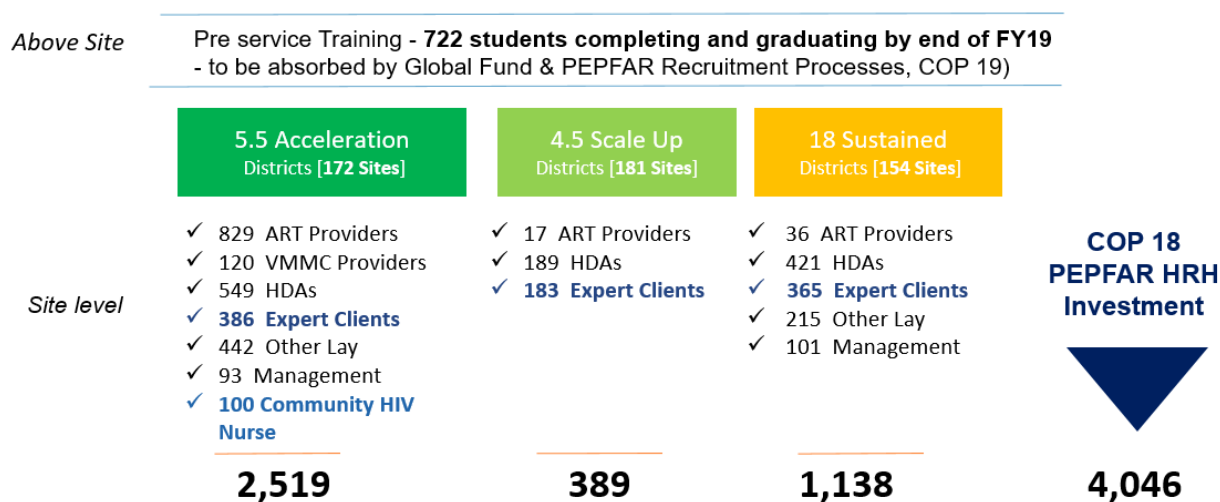 Above Site
Pre service Training - 722 students completing and graduating by end of FY19
- to be absorbed by Global Fund & PEPFAR Recruitment Processes, COP 19)
5.5 Acceleration
Districts [172 Sites]
4.5 Scale Up
Districts [181 Sites]
18 Sustained
Districts [154 Sites]
Site level
✓ 829 ART Providers
✓ 120 VMMC Providers
✓ 549 HDAs
✓ 386 Expert Clients
✓ 442 Other Lay
✓ 93 Management
✓ 100 Community HIV
Nurse
2,519
✓ 17 ART Providers
✓ 189 HDAs
✓ 183 Expert Clients
389
✓ 36 ART Providers
✓ 421 HDAs
✓ 365 Expert Clients
✓ 215 Other Lay
✓ 101 Management
1,138
COP 18
PEPFAR HRH
Investment
4,046